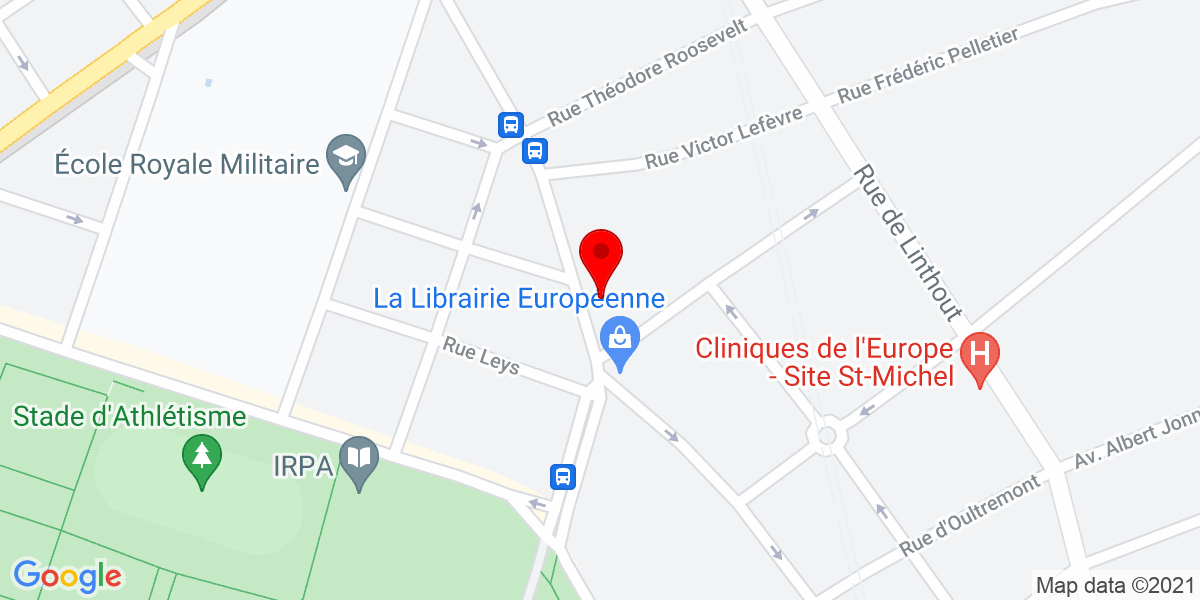 Rue Théodore Roosevelt
Rue Frédéric Pelletier
Rue Victor Lefèvre
École Royale Militaire
Rue de Linthout
La Librairie Européenne
Rue Leys
Cliniques de l'Europe
- Site St-Michel
H
Stade d'Athlétisme
IRPA
Av. Albert Jonn
Rue d'Oultremont
Google
Map data ©2021